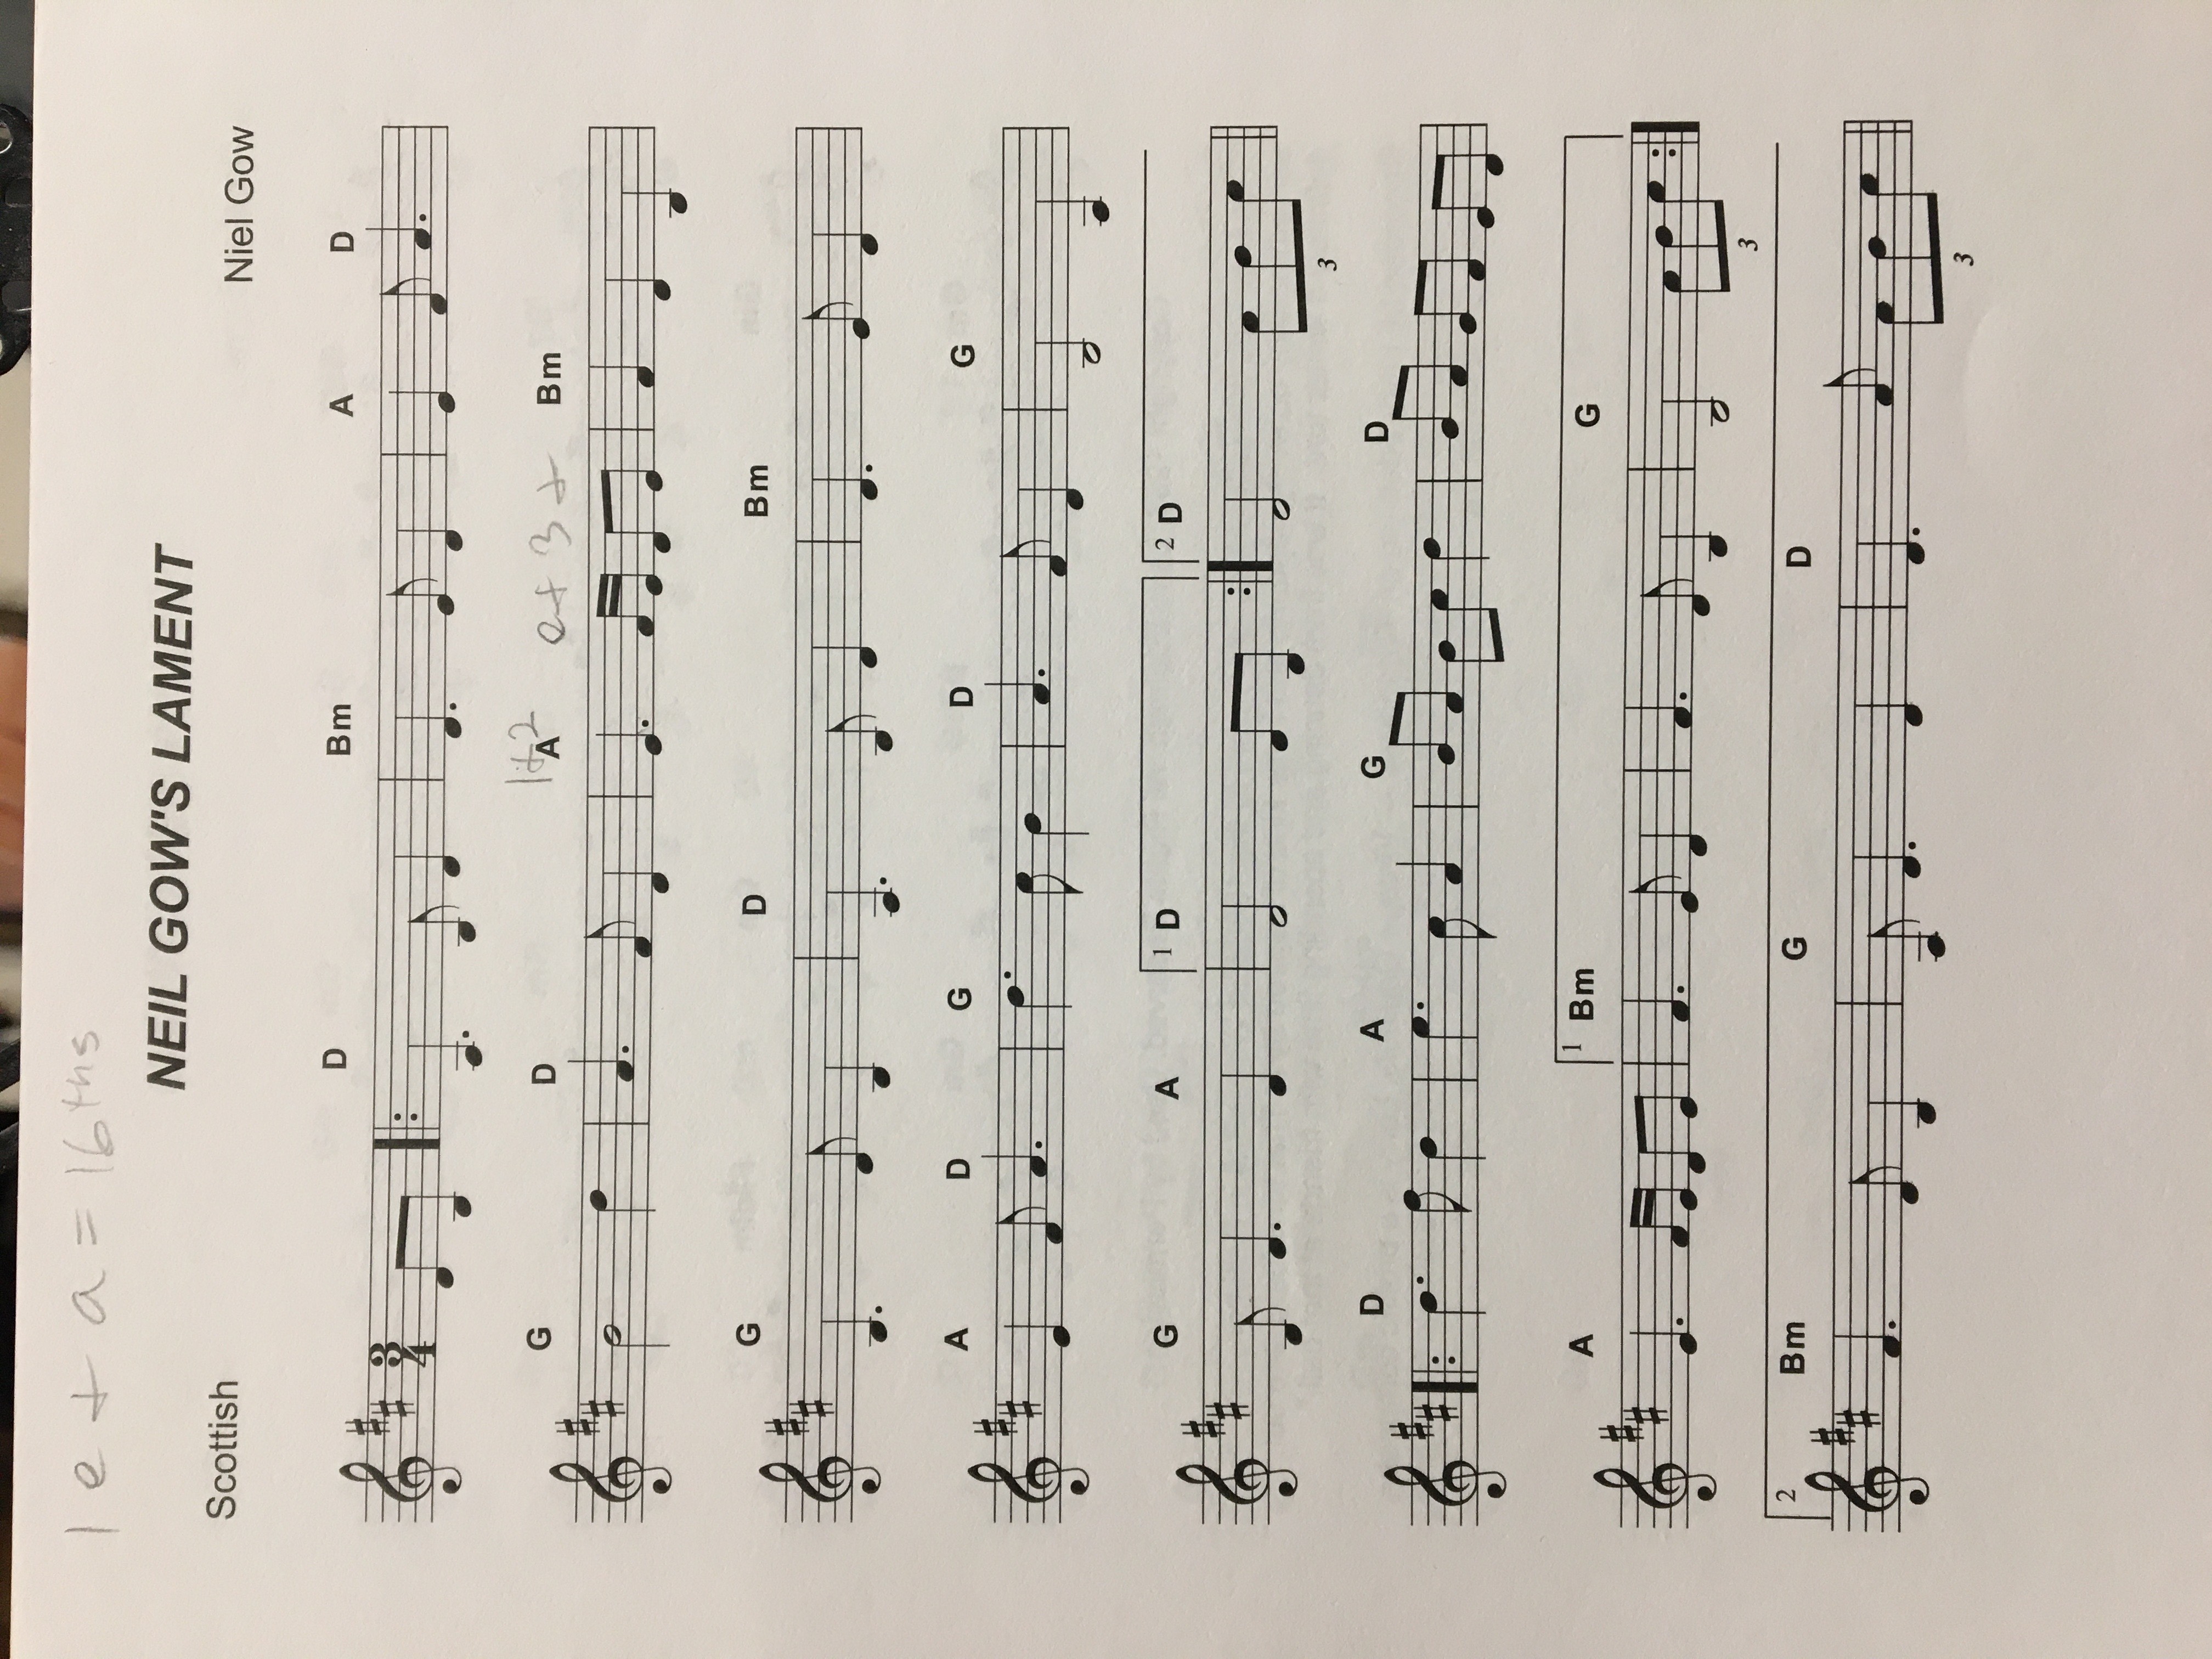 1 e + a = 16ths
NEIL GOW'S LAMENT
Scottish
Niel Gow
D Bm A D
3
4
1+2 e + 3 +
G D A Bm
G D Bm
A D G D G
G A 1 D 2 D
3
D A G D
A 1 Bm G
3
2 Bm G D
3